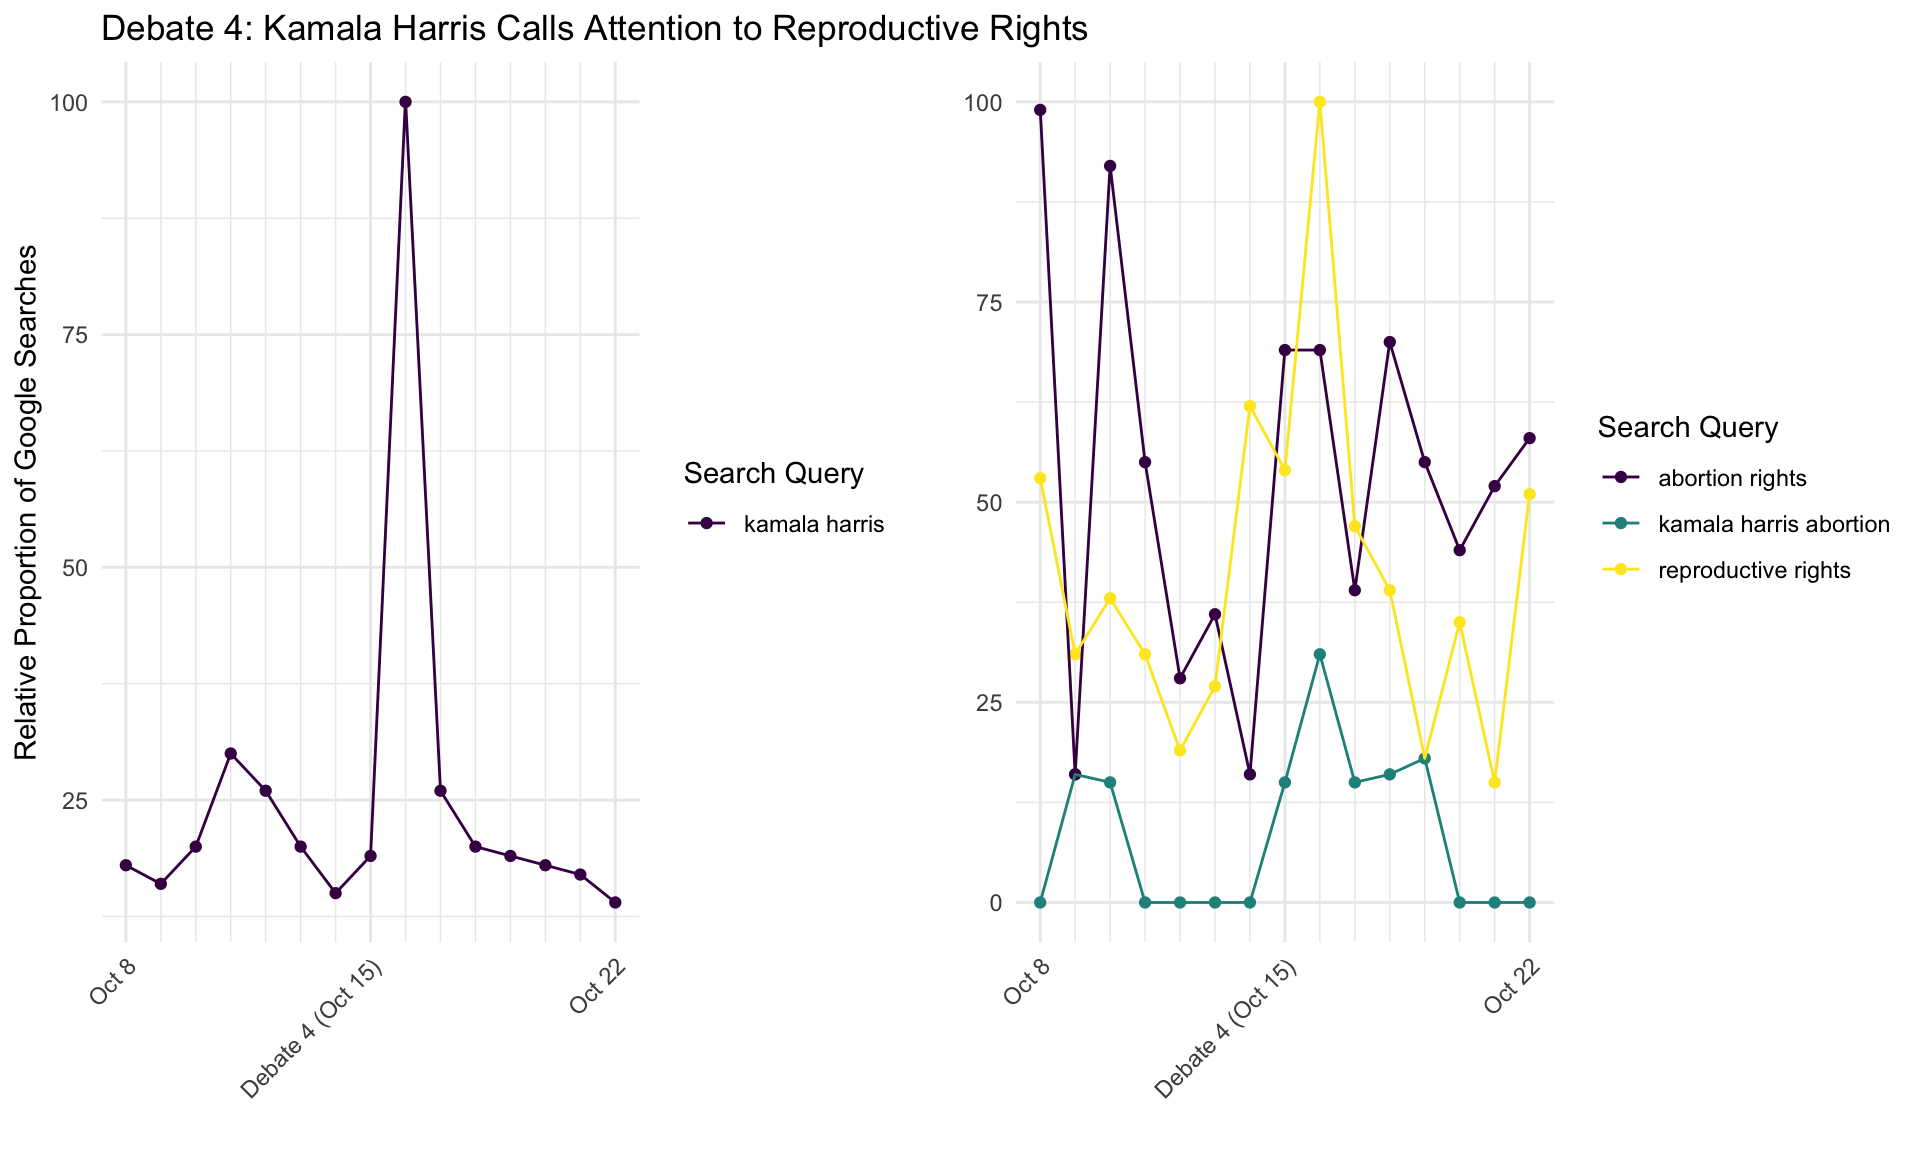 Debate 4: Kamala Harris Calls Attention to Reproductive Rights
Relative Proportion of Google Searches
100
75
50
25
Oct 8
Debate 4 (Oct 15)
Oct 22
Search Query
kamala harris
100
75
50
25
0
Oct 8
Debate 4 (Oct 15)
Oct 22
Search Query
abortion rights
kamala harris abortion
reproductive rights